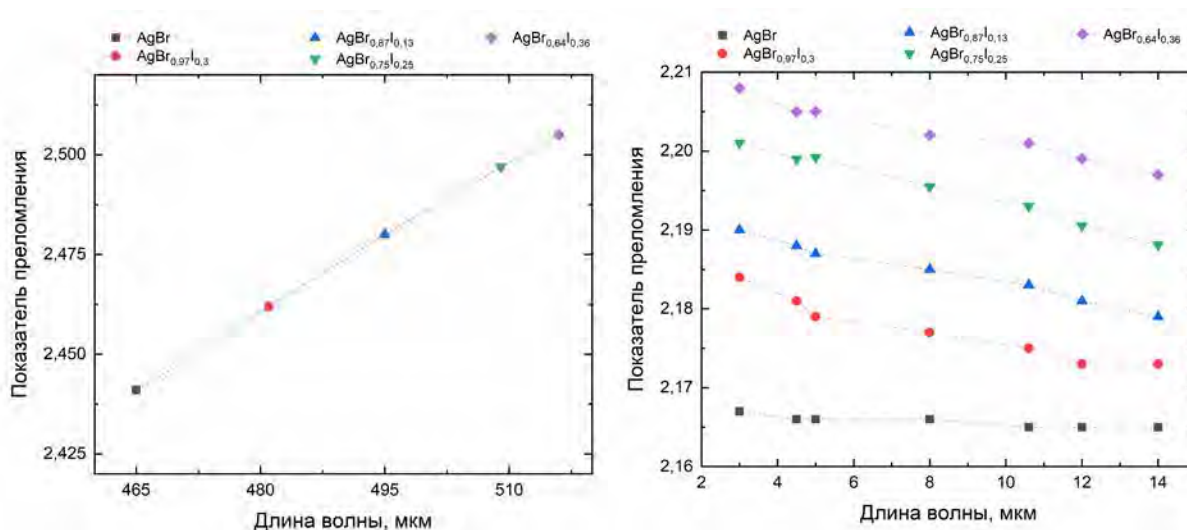 AgBr AgBr0,87I0,13 AgBr0,64I0,36
AgBr0,97I0,3 AgBr0,75I0,25
2,500
2,475
2,450
2,425
465 480 495 510
Показатель преломления
Длина волны, мкм
AgBr AgBr0,87I0,13 AgBr0,64I0,36
AgBr0,97I0,3 AgBr0,75I0,25
2,21
2,20
2,19
2,18
2,17
2,16
2 4 6 8 10 12 14
Показатель преломления
Длина волны, мкм